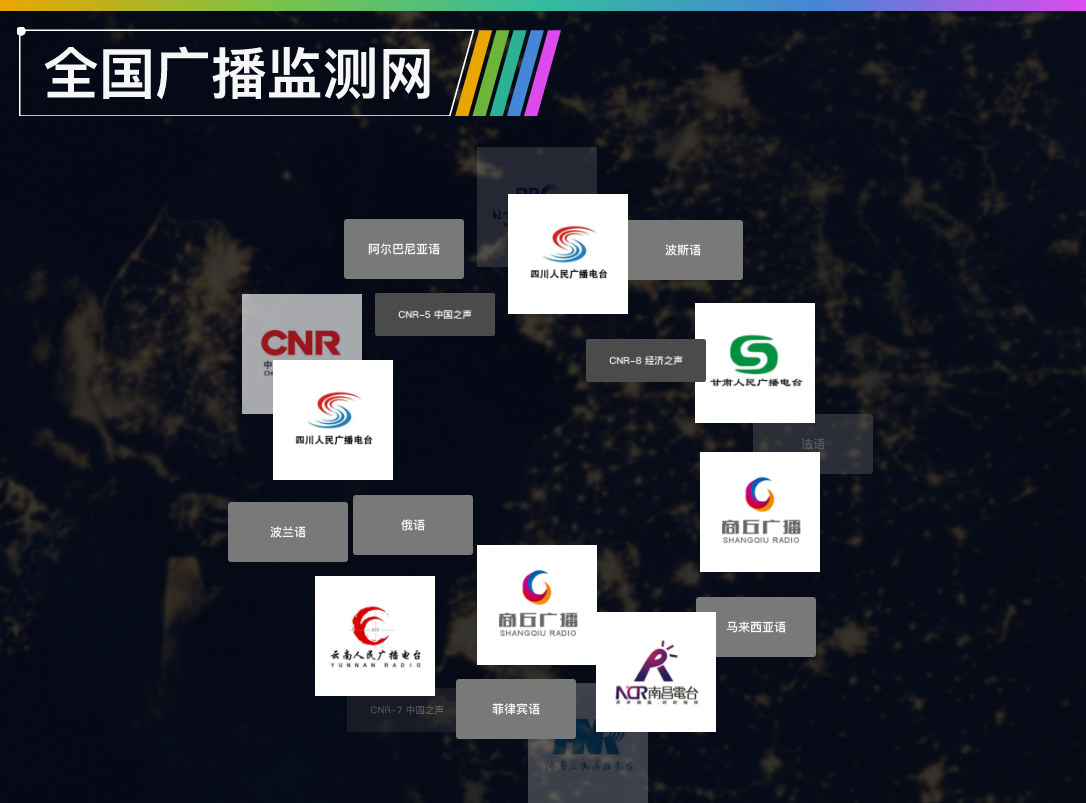 全国广播监测网
四川人民广播电台
阿尔巴尼亚语
波斯语
CNR-5 中国之声
CNR
CNR-8 经济之声
甘肃人民广播电台
四川人民广播电台
法语
商丘广播
SHANGQIU RADIO
波兰语
俄语
商丘广播
SHANGQIU RADIO
马来西亚语
云南人民广播电台
YUNNAN RADIO
NCR南昌電台
CNR-7 中国之声
菲律宾语